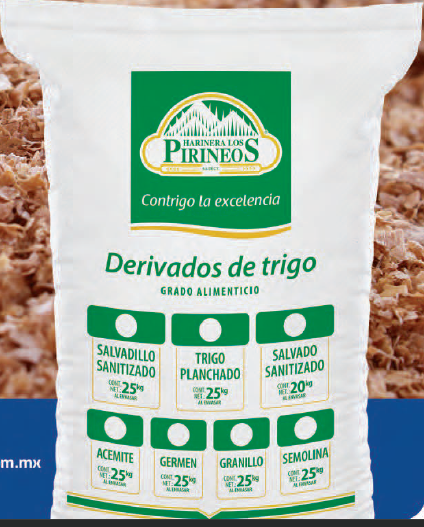 HARINERA LOS
PIRINEOS
Contrigo la excelencia
Derivados de trigo
GRADO ALIMENTICIO
SALVADILLO
SANITIZADO
CONT.
NET.: 25kg
AL ENVASAR
TRIGO
PLANCHADO
CONT.
NET.: 25kg
AL ENVASAR
SALVADO
SANITIZADO
CONT.
NET.: 20kg
AL ENVASAR
ACEMITE
CONT.
NET.: 25kg
AL ENVASAR
GERMEN
CONT.
NET.: 25kg
AL ENVASAR
GRANILLO
CONT.
NET.: 25kg
AL ENVASAR
SEMOLINA
CONT.
NET.: 25kg
AL ENVASAR
m.mx